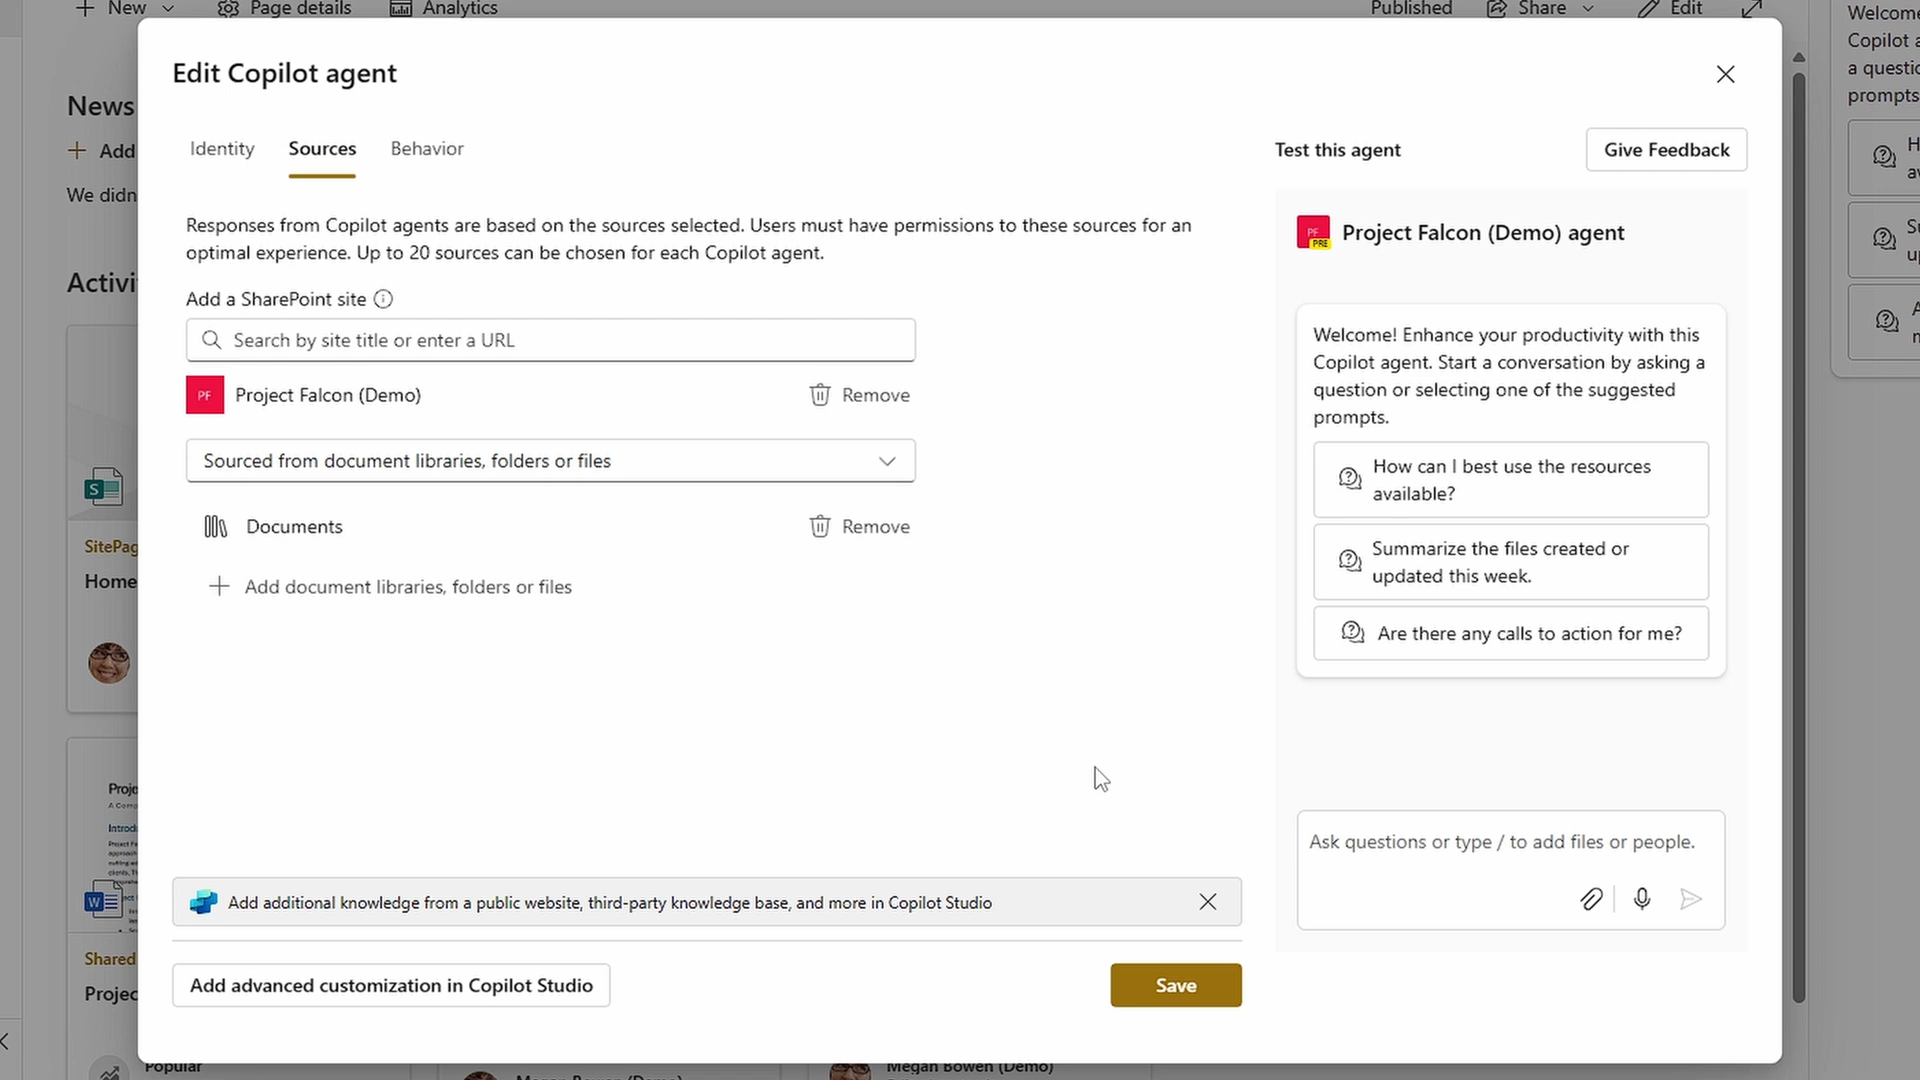 New
Page details
Analytics
Published
Share
Edit
News
Add
We didn
Activi
SitePag
Home
Shared
Popular
Megan Bowen (Demo)
Edit Copilot agent
Identity
Sources
Behavior
Responses from Copilot agents are based on the sources selected. Users must have permissions to these sources for an
optimal experience. Up to 20 sources can be chosen for each Copilot agent.
Add a SharePoint site
Search by site title or enter a URL
PF
Project Falcon (Demo)
Remove
Sourced from document libraries, folders or files
Documents
Remove
Add document libraries, folders or files
Add additional knowledge from a public website, third-party knowledge base, and more in Copilot Studio
Add advanced customization in Copilot Studio
Save
Test this agent
Give Feedback
PF
PRE
Project Falcon (Demo) agent
Welcome! Enhance your productivity with this
Copilot agent. Start a conversation by asking a
question or selecting one of the suggested
prompts.
How can I best use the resources
available?
Summarize the files created or
updated this week.
Are there any calls to action for me?
Ask questions or type / to add files or people.
Welcome
Copilot a
a questio
prompts